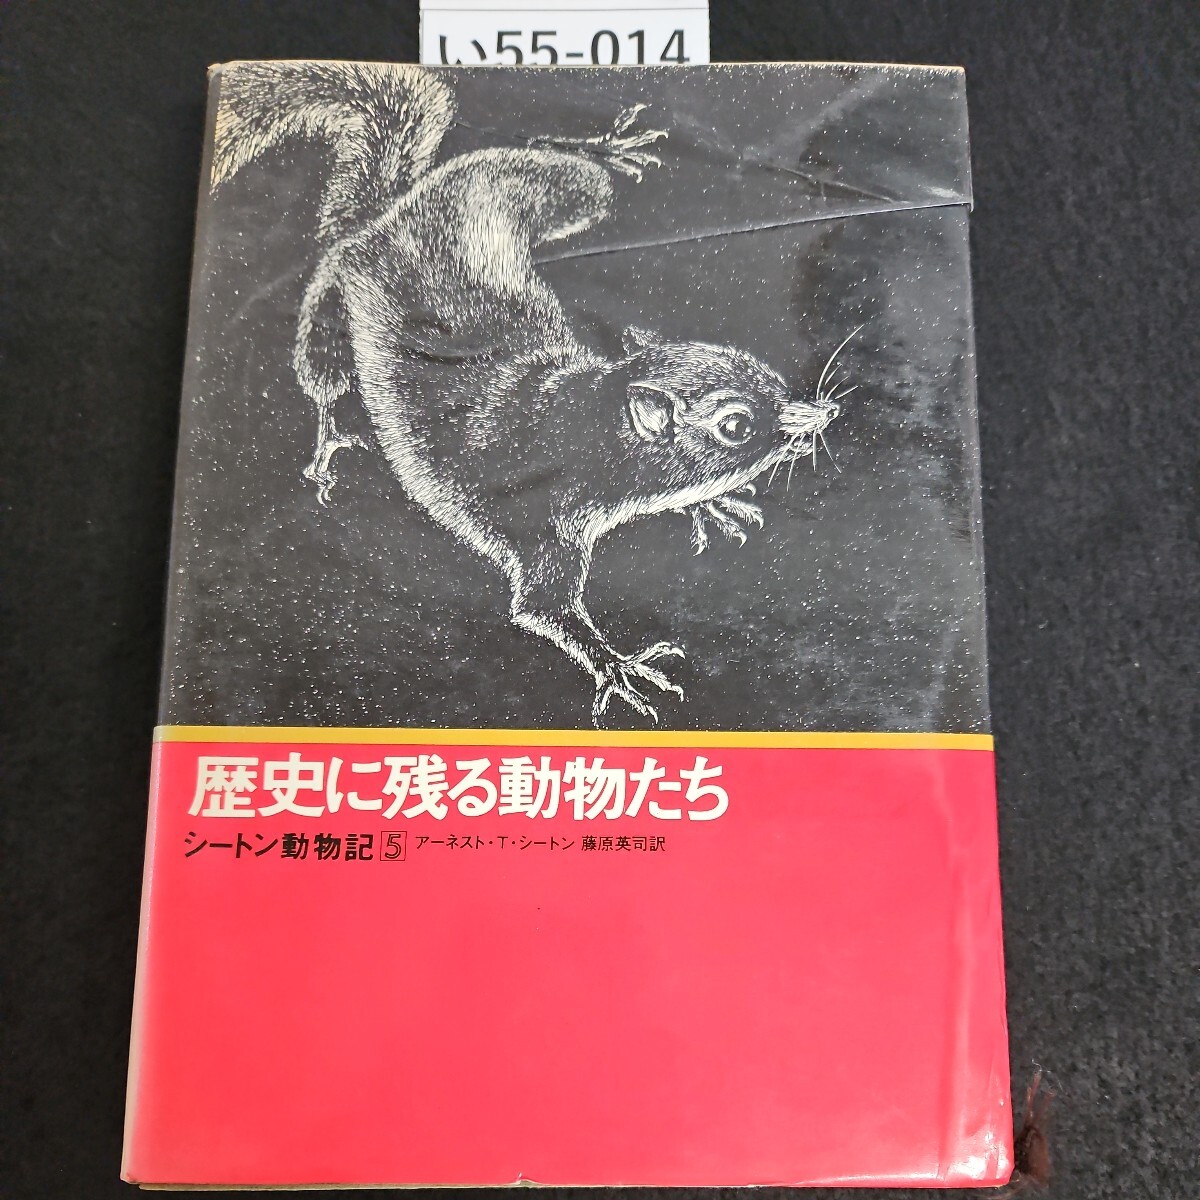 い55-014
歴史に残る動物たち
シートン動物記5 アーネスト・T・シートン 藤原英司訳